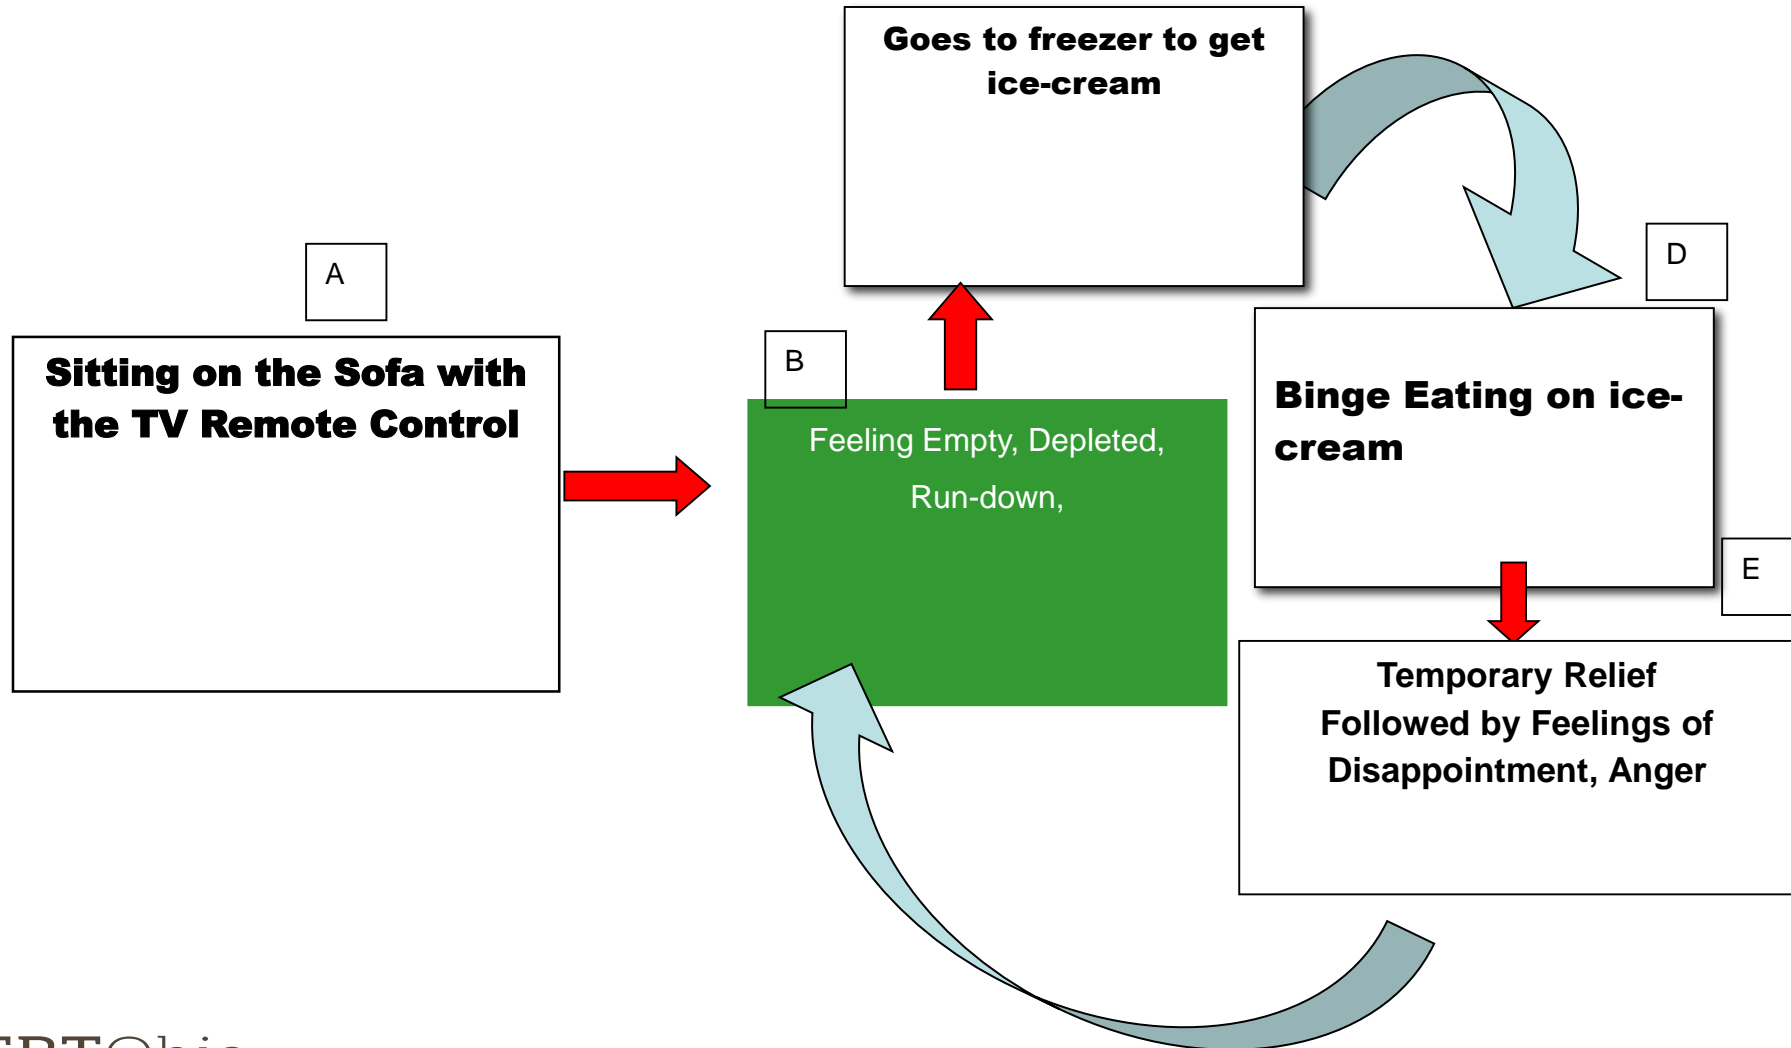 Goes to freezer to get
ice-cream
A
D
Sitting on the Sofa with
the TV Remote Control
B
Feeling Empty, Depleted,
Run-down,
Binge Eating on ice-
cream
E
Temporary Relief
Followed by Feelings of
Disappointment, Anger